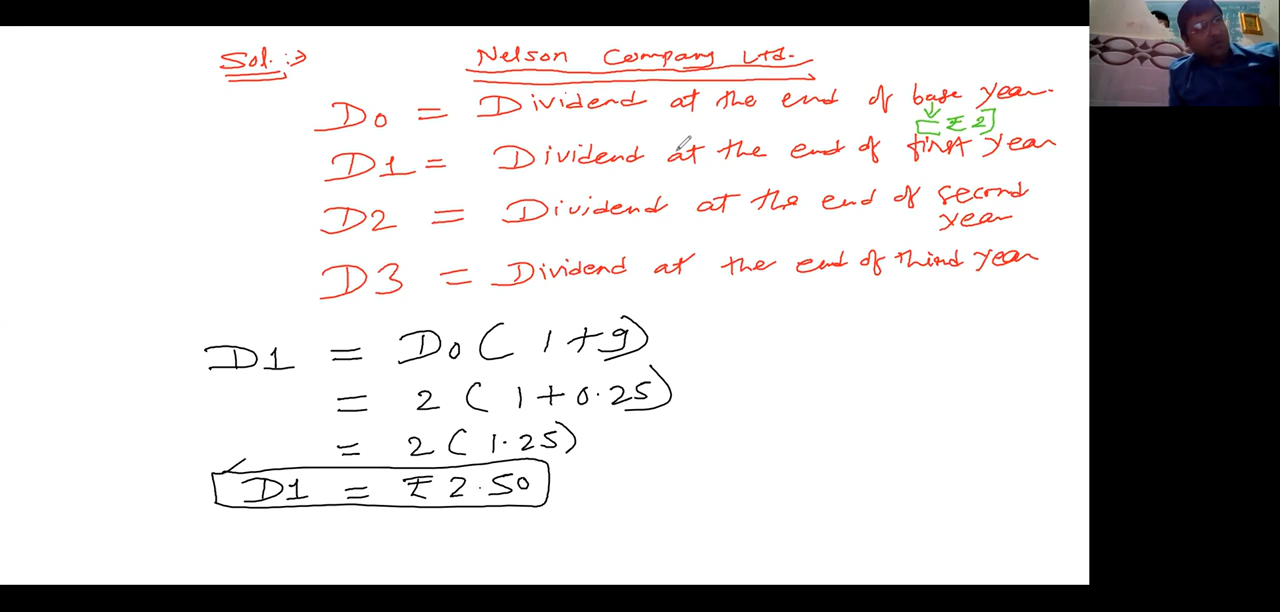 Sol. :->
Nelson Company Ltd.
D0 = Dividend at the end of base year.
[₹ 2]
D1 = Dividend at the end of first year
D2 = Dividend at the end of second
year
D3 = Dividend at the end of third year
D1 = D0 ( 1+g)
= 2 ( 1+0.25)
= 2 ( 1.25)
D1 = ₹ 2.50